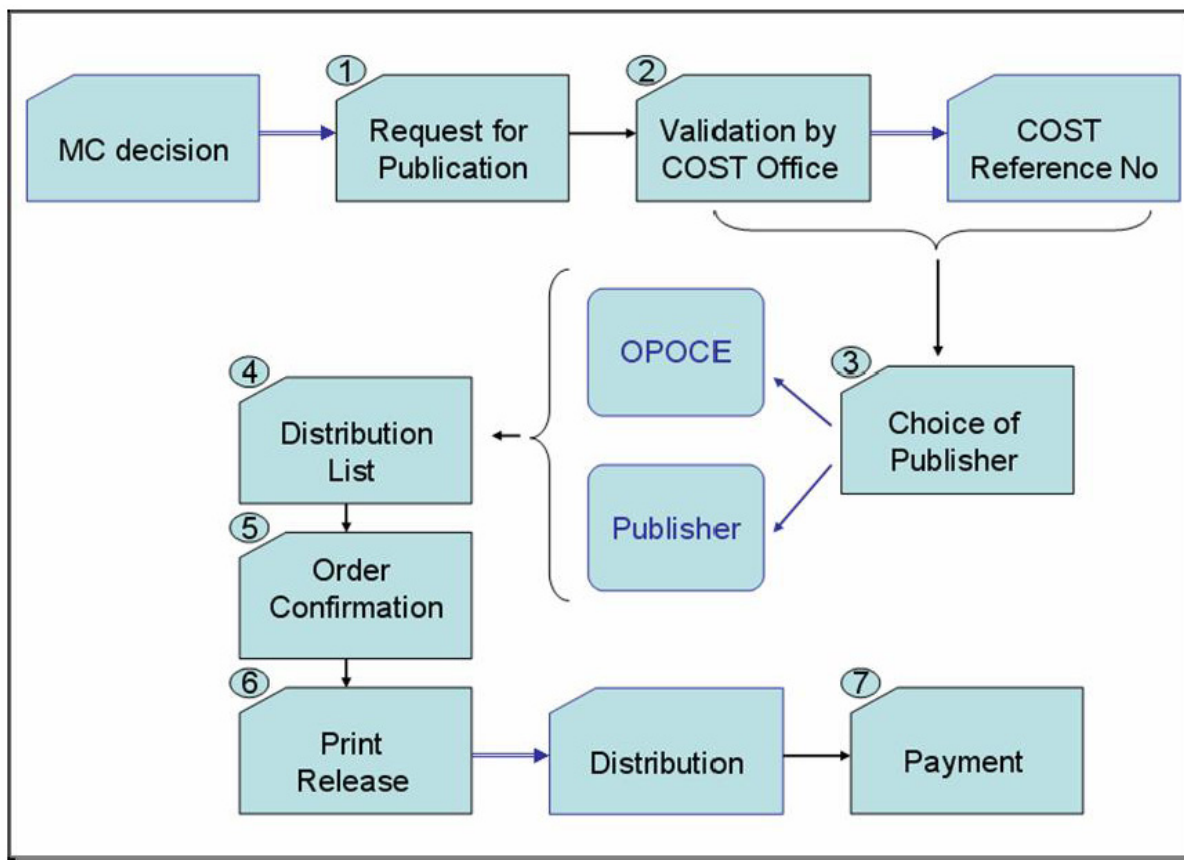 MC decision
1
Request for
Publication
2
Validation by
COST Office
COST
Reference No
OPOCE
Publisher
3
Choice of
Publisher
4
Distribution
List
5
Order
Confirmation
6
Print
Release
Distribution
7
Payment